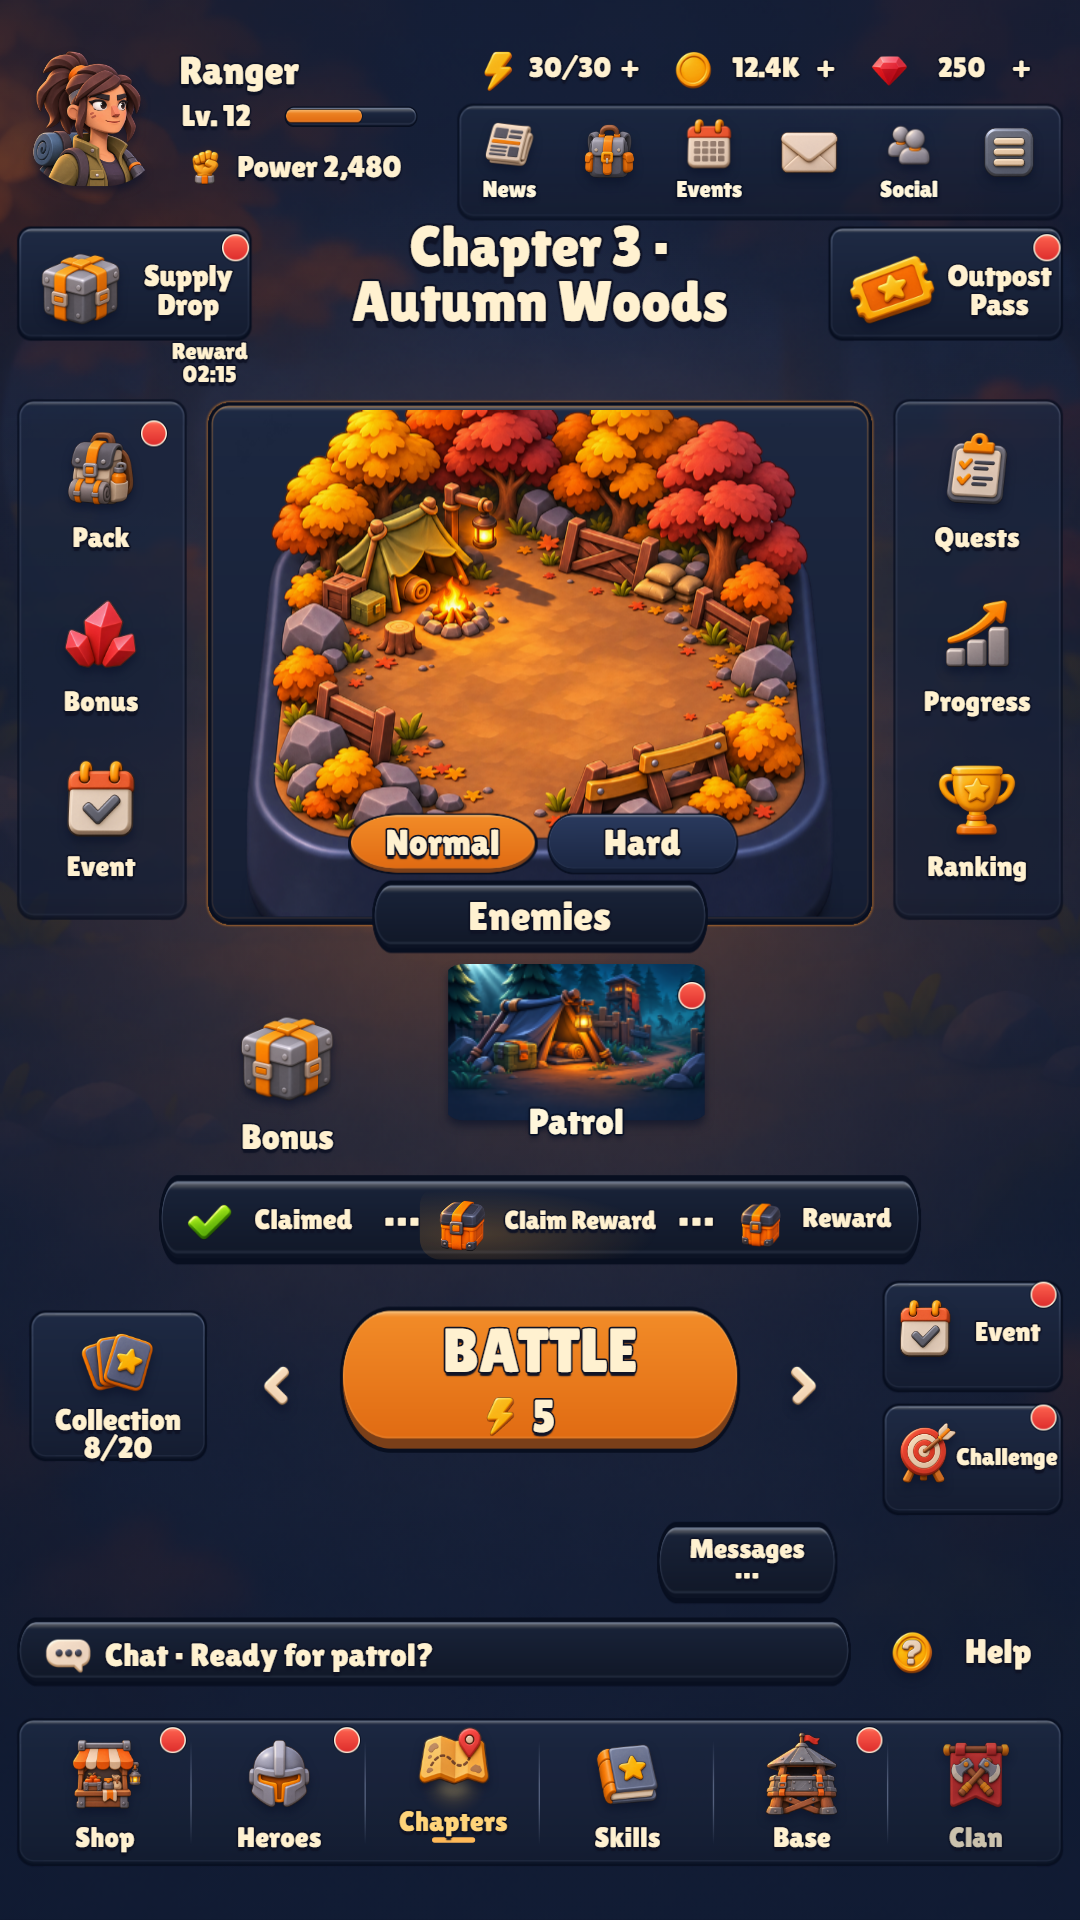 Ranger
Lv. 12
Power 2,480
30/30 +
12.4K +
250 +
News
Events
Social
Supply
Drop
Reward
02:15
Chapter 3 ·
Autumn Woods
Outpost
Pass
Pack
Bonus
Event
Quests
Progress
Ranking
Normal
Hard
Enemies
Bonus
Patrol
Claimed
Claim Reward
Reward
Collection
8/20
BATTLE
5
Event
Challenge
Messages
...
Chat · Ready for patrol?
Help
Shop
Heroes
Chapters
Skills
Base
Clan